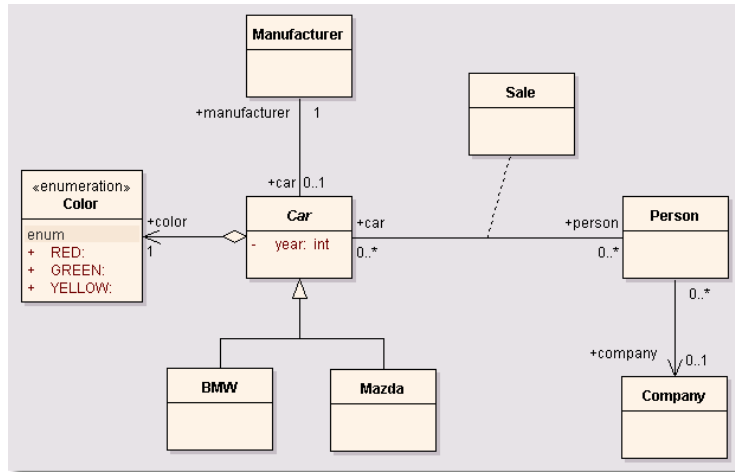 Manufacturer
+manufacturer 1
Sale
+car 0..1
«enumeration»
Color
enum
+ RED:
+ GREEN:
+ YELLOW:
+color
1
Car
- year: int
+car
0..*
+person
0..*
Person
0..*
+company
0..1
BMW
Mazda
Company